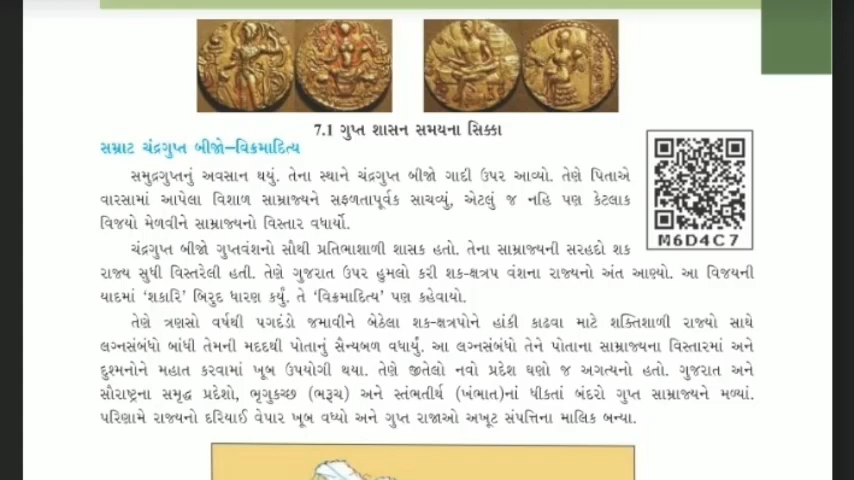 7.1 ગુપ્ત શાસન સમયના સિક્કા
સમ્રાટ ચંદ્રગુપ્ત બીજો–વિક્રમાદિત્ય
સમુદ્રગુપ્તનું અવસાન થયું. તેના સ્થાને ચંદ્રગુપ્ત બીજો ગાદી ઉપર આવ્યો. તેણે પિતાએ
વારસામાં આપેલા વિશાળ સામ્રાજ્યને સફળતાપૂર્વક સાચવ્યું, એટલું જ નહિ પણ કેટલાક
વિજયો મેળવીને સામ્રાજ્યનો વિસ્તાર વધાર્યો.
M6D4C7
ચંદ્રગુપ્ત બીજો ગુપ્તવંશનો સૌથી પ્રતિભાશાળી શાસક હતો. તેના સામ્રાજ્યની સરહદો શક
રાજ્ય સુધી વિસ્તરેલી હતી. તેણે ગુજરાત ઉપર હુમલો કરી શક-ક્ષત્રપ વંશના રાજ્યનો અંત આણ્યો. આ વિજયની
યાદમાં ‘શકારિ’ બિરુદ ધારણ કર્યું. તે ‘વિક્રમાદિત્ય’ પણ કહેવાયો.
તેણે ત્રણસો વર્ષથી પગદંડો જમાવીને બેઠેલા શક-ક્ષત્રપોને હાંકી કાઢવા માટે શક્તિશાળી રાજ્યો સાથે
લગ્નસંબંધો બાંધી તેમની મદદથી પોતાનું સૈન્યબળ વધાર્યું. આ લગ્નસંબંધો તેને પોતાના સામ્રાજ્યના વિસ્તારમાં અને
દુશ્મનોને મહાત કરવામાં ખૂબ ઉપયોગી થયા. તેણે જીતેલો નવો પ્રદેશ ઘણો જ અગત્યનો હતો. ગુજરાત અને
સૌરાષ્ટ્રના સમૃદ્ધ પ્રદેશો, ભૃગુકચ્છ (ભરૂચ) અને સ્તંભતીર્થ (ખંભાત)નાં ધીકતાં બંદરો ગુપ્ત સામ્રાજ્યને મળ્યાં.
પરિણામે રાજ્યનો દરિયાઈ વેપાર ખૂબ વધ્યો અને ગુપ્ત રાજાઓ અખૂટ સંપત્તિના માલિક બન્યા.